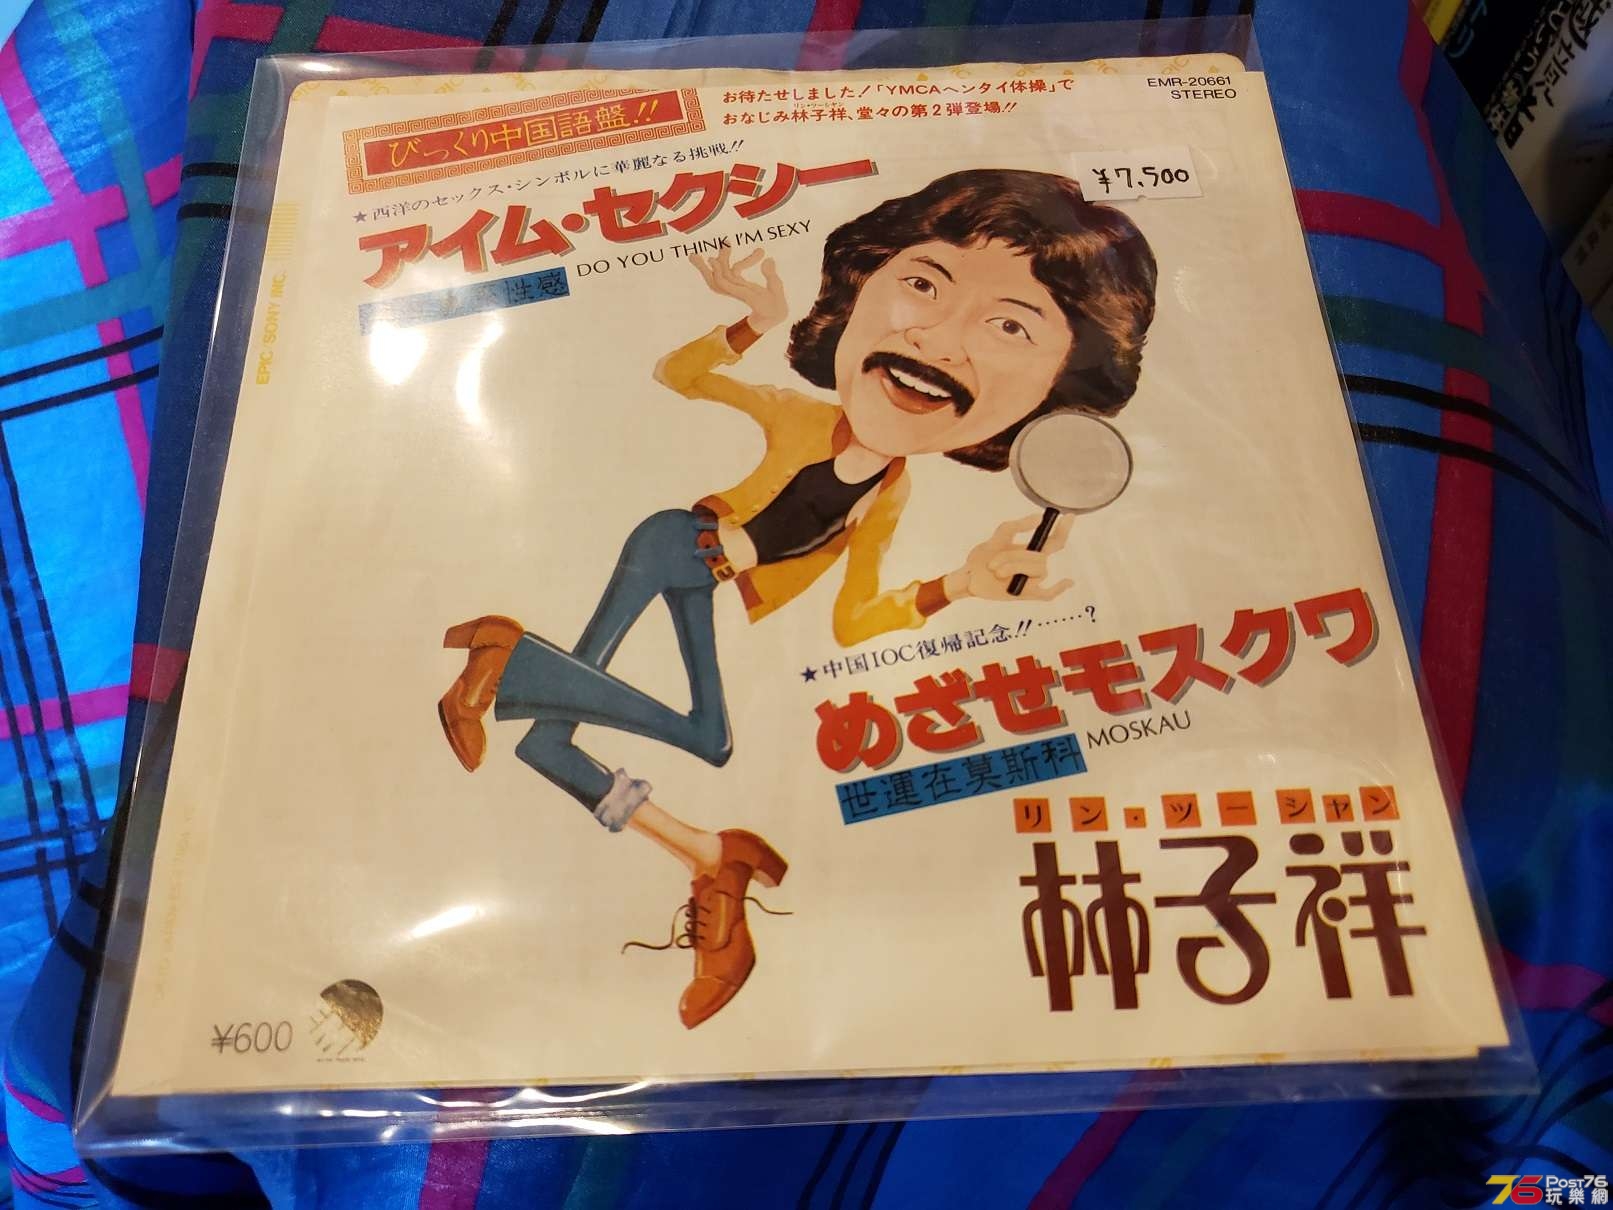 EMR-20661
STEREO
お待たせしました!「YMCAヘンタイ体操」で
リン・ツーシャン
おなじみ林子祥、堂々の第2弾登場!!
びっくり中国語盤!!
¥7,500
★西洋のセックス・シンボルに華麗なる挑戦!!
アイム・セクシー
性感 DO YOU THINK I'M SEXY
EPIC/SONY INC.
★中国IOC復帰記念!!……?
めざせモスクワ
世運在莫斯科 MOSKAU
リン・ツーシャン
林子祥
¥600
76 POST76
玩樂網